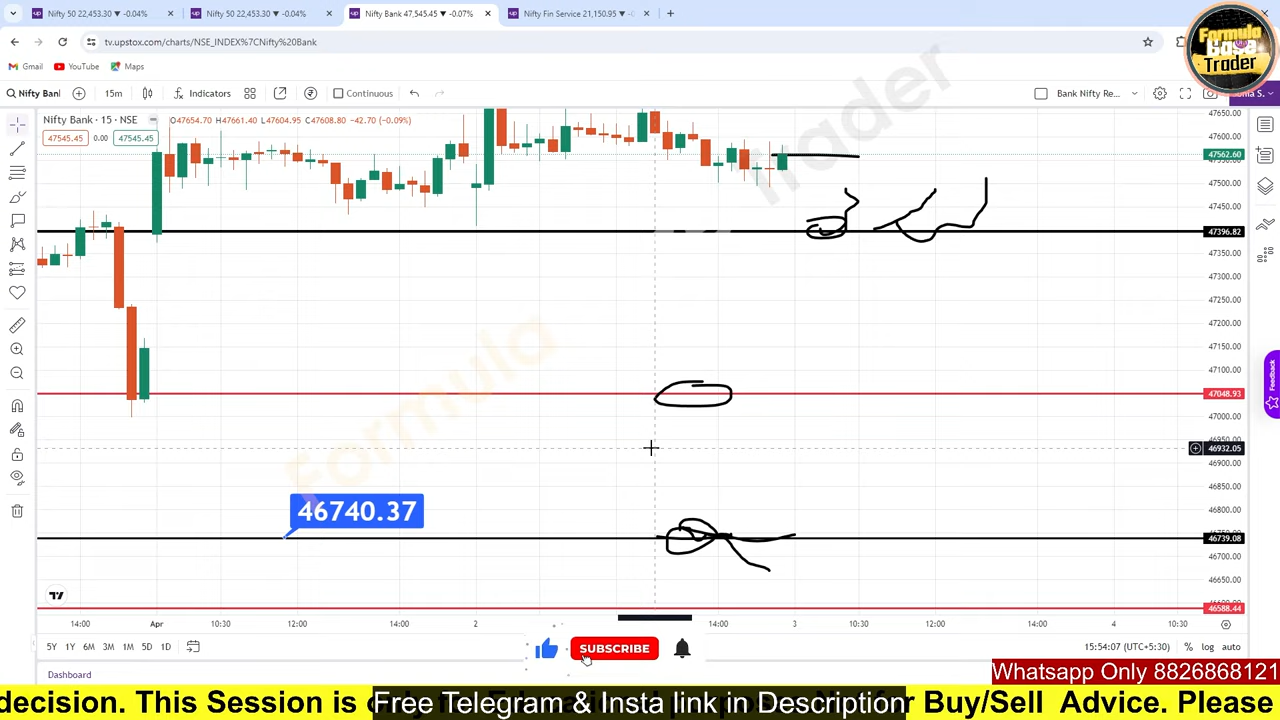 Nifty 50 22,453.30 ▼ -0.04%
Nifty 50 22,453.30 ▼ -0.04%
Nifty Bank 47,545.45 ▼ -0.07%
Nifty Fin Service 21,150.95 ▼ -0
tv.upstox.com/charts/NSE_INDEX%7CNifty%20Bank
Gmail YouTube Maps
Formula Base Trader
Nifty Banl 15m Indicators Continuous Bank Nifty Re...
Nifty Bank · 15 · NSE O47654.70 H47661.40 L47604.95 C47608.80 -42.70 (-0.09%)
47545.45 0.00 47545.45
47650.00
47600.00
47562.60
47500.00
47450.00
47396.82
47350.00
47300.00
47250.00
47200.00
47150.00
47100.00
47048.93
47000.00
46950.00
46932.05
46900.00
46850.00
46800.00
46739.08
46700.00
46650.00
46588.44
Feedback
Formula
Trader
46740.37
14:00 Apr 10:30 12:00 14:00 2 14:00 3 10:30 12:00 14:00 10:30
5Y 1Y 6M 3M 1M 5D 1D
SUBSCRIBE
15:54:07 (UTC+5:30) % log auto
Dashboard
Whatsapp Only 8826868121
decision. This Session is
Free Telegram & Insta link in Description
for Buy/Sell Advice. Please